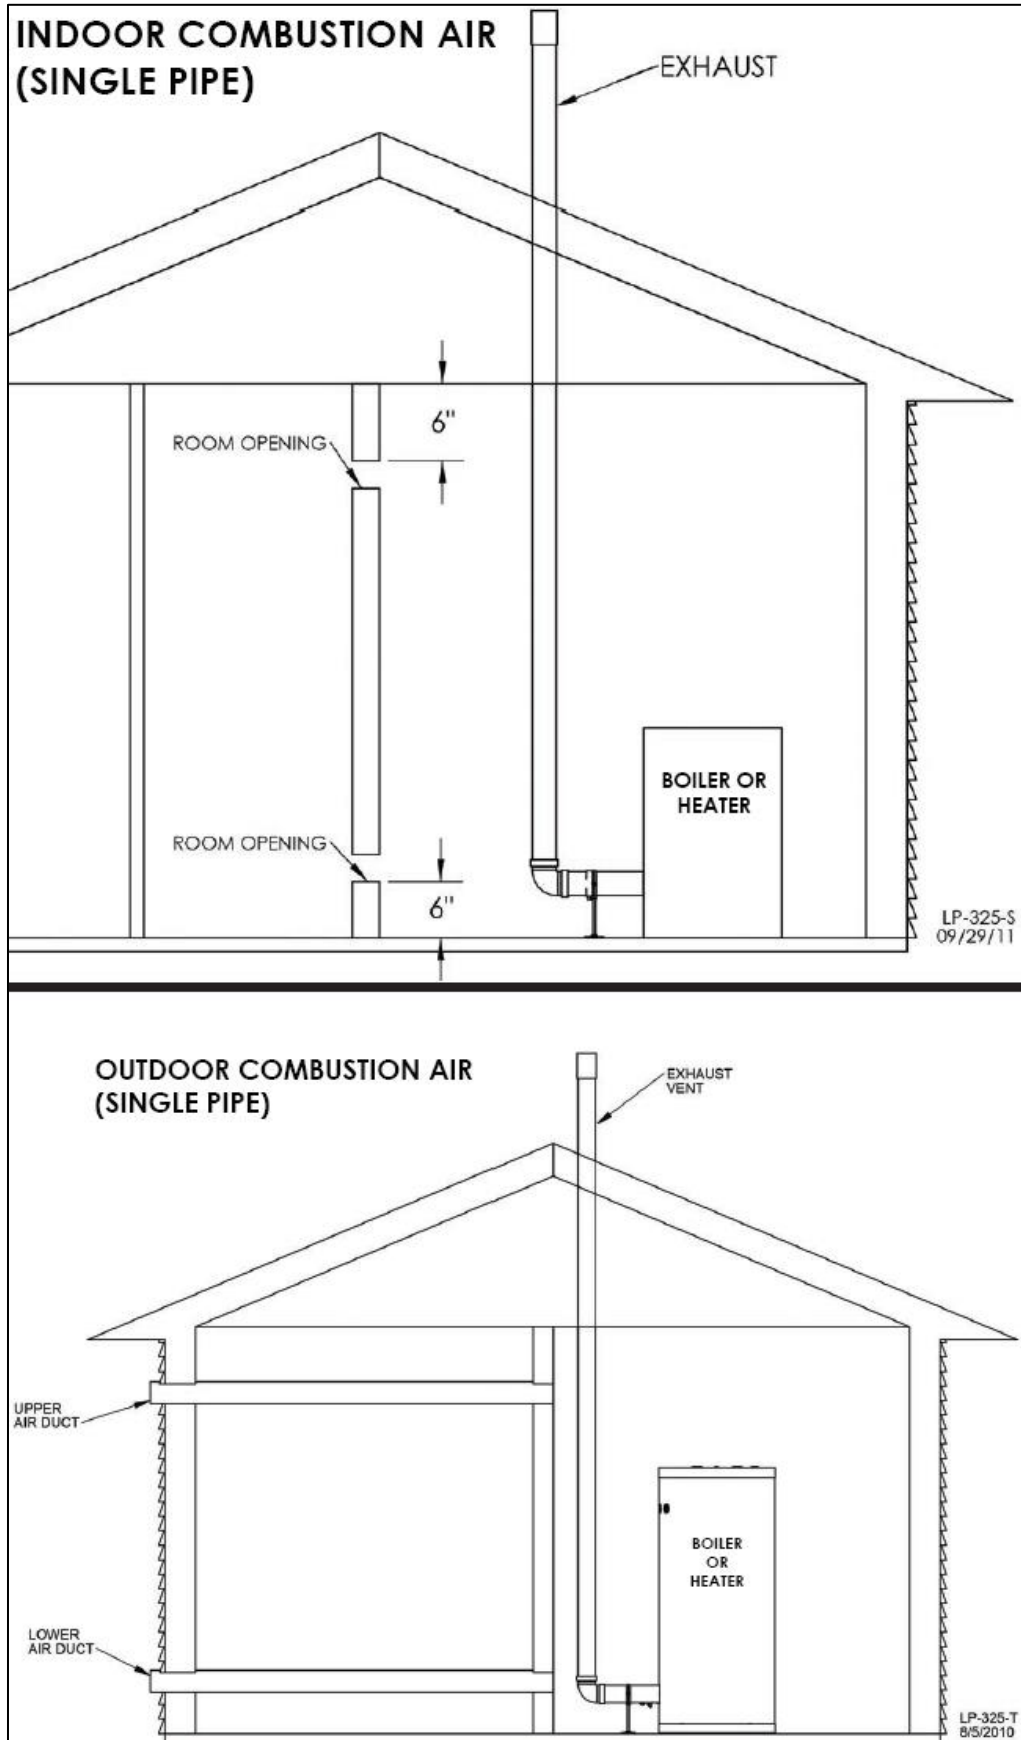 INDOOR COMBUSTION AIR
(SINGLE PIPE)
EXHAUST
6"
ROOM OPENING
BOILER OR
HEATER
ROOM OPENING
6"
LP-325-S
09/29/11
OUTDOOR COMBUSTION AIR
(SINGLE PIPE)
EXHAUST
VENT
UPPER
AIR DUCT
BOILER
OR
HEATER
LOWER
AIR DUCT
LP-325-T
8/5/2010